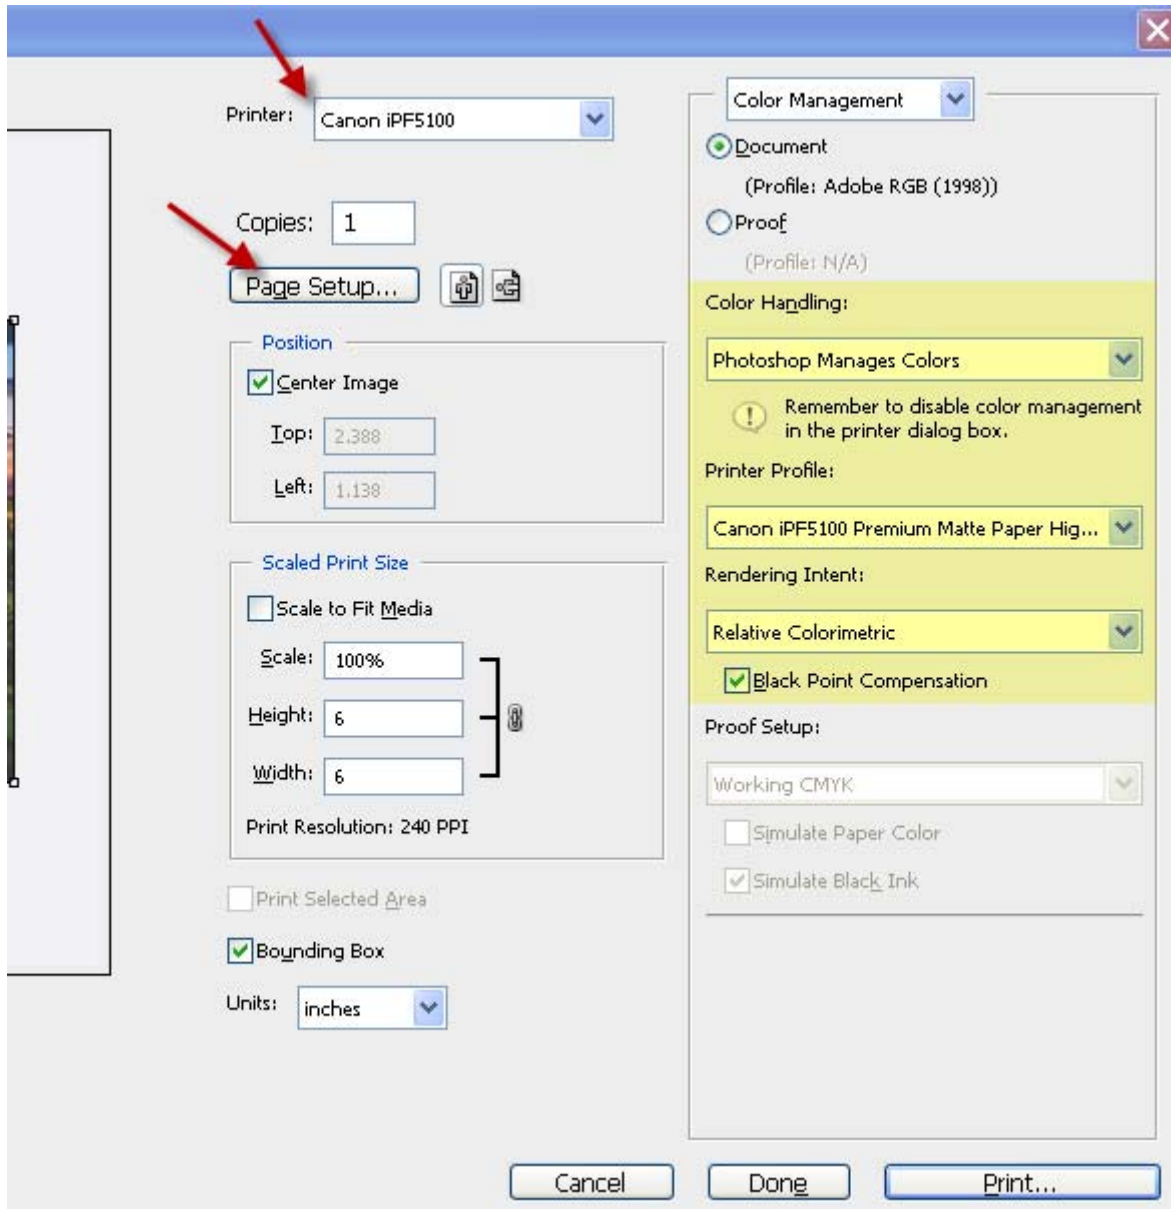 Printer: Canon iPF5100
Copies: 1
Page Setup...
Position
Center Image
Top: 2.388
Left: 1.138
Scaled Print Size
Scale to Fit Media
Scale: 100%
Height: 6
Width: 6
Print Resolution: 240 PPI
Print Selected Area
Bounding Box
Units: inches
Color Management
Document
(Profile: Adobe RGB (1998))
Proof
(Profile: N/A)
Color Handling:
Photoshop Manages Colors
Remember to disable color management
in the printer dialog box.
Printer Profile:
Canon iPF5100 Premium Matte Paper Hig...
Rendering Intent:
Relative Colorimetric
Black Point Compensation
Proof Setup:
Working CMYK
Simulate Paper Color
Simulate Black Ink
Cancel
Done
Print...